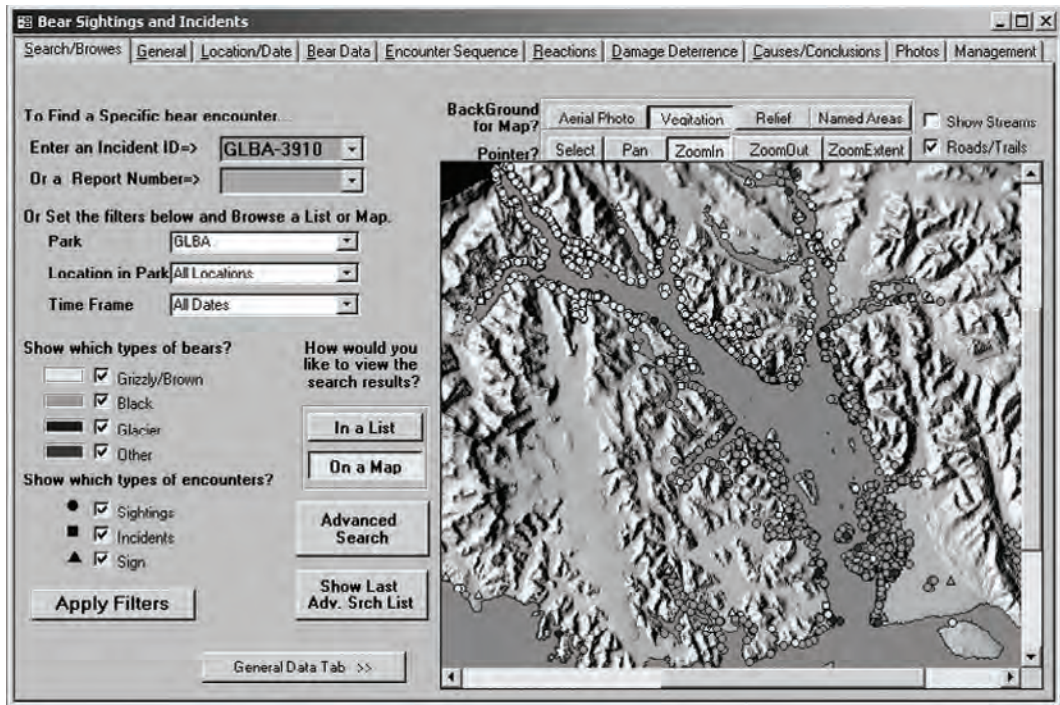 Bear Sightings and Incidents
Search/Browes General Location/Date Bear Data Encounter Sequence Reactions Damage Deterrence Causes/Conclusions Photos Management
To Find a Specific bear encounter...
Enter an Incident ID=> GLBA-3910
Or a Report Number=>
Or Set the filters below and Browse a List or Map.
Park GLBA
Location in Park All Locations
Time Frame All Dates
Show which types of bears?
Grizzly/Brown
Black
Glacier
Other
Show which types of encounters?
Sightings
Incidents
Sign
Apply Filters
How would you
like to view the
search results?
In a List
On a Map
Advanced
Search
Show Last
Adv. Srch List
General Data Tab >>
BackGround
for Map?
Aerial Photo Vegitation Relief Named Areas
Show Streams
Pointer?
Select Pan ZoomIn ZoomOut ZoomExtent
Roads/Trails